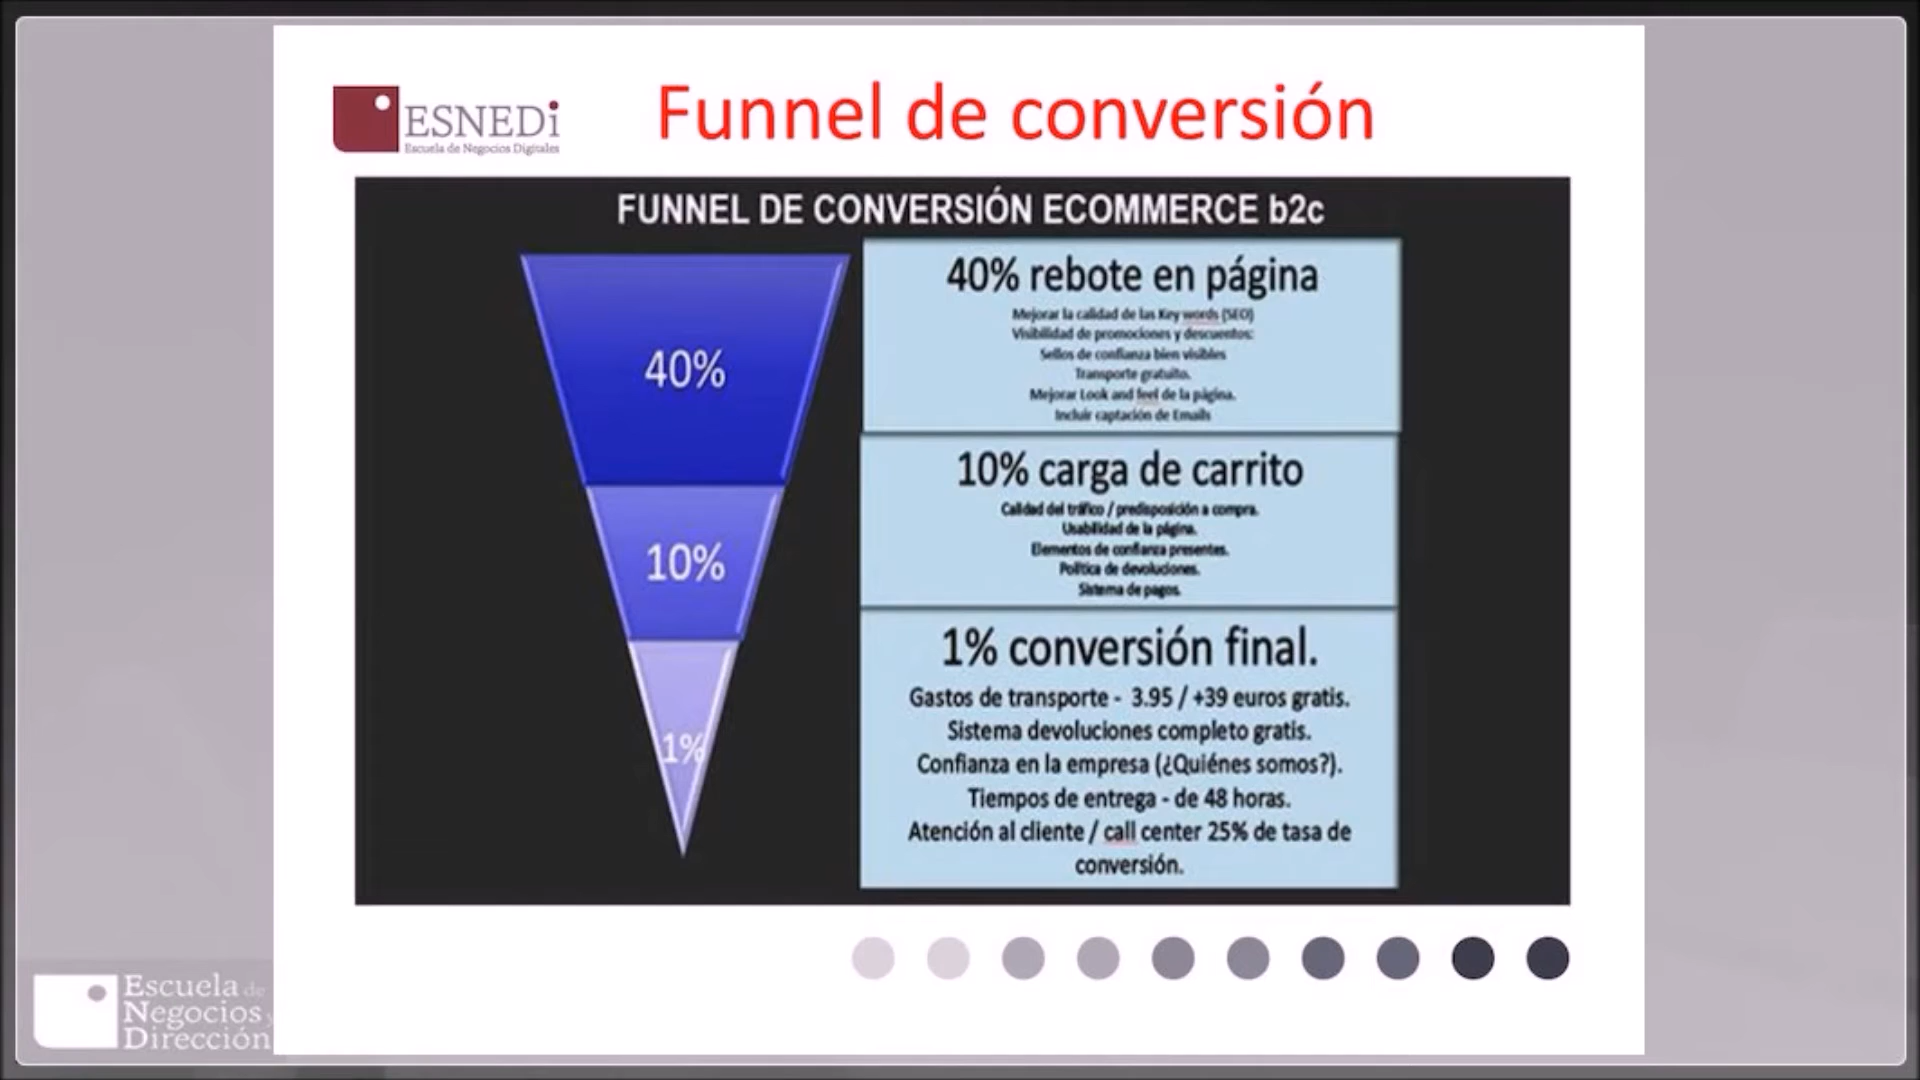 ESNEDi
Escuela de Negocios Digitales
Funnel de conversión
FUNNEL DE CONVERSIÓN ECOMMERCE b2c
40%
10%
1%
40% rebote en página
Mejorar la calidad de las Key words (SEO)
Visibilidad de promociones y descuentos:
Sellos de confianza bien visibles
Transporte gratuito.
Mejorar Look and feel de la página.
Incluir captación de Emails
10% carga de carrito
Calidad del tráfico / predisposición a compra.
Usabilidad de la página.
Elementos de confianza presentes.
Política de devoluciones.
Sistema de pagos.
1% conversión final.
Gastos de transporte - 3.95 / +39 euros gratis.
Sistema devoluciones completo gratis.
Confianza en la empresa (¿Quiénes somos?).
Tiempos de entrega - de 48 horas.
Atención al cliente / call center 25% de tasa de
conversión.
Escuela de
Negocios y
Dirección